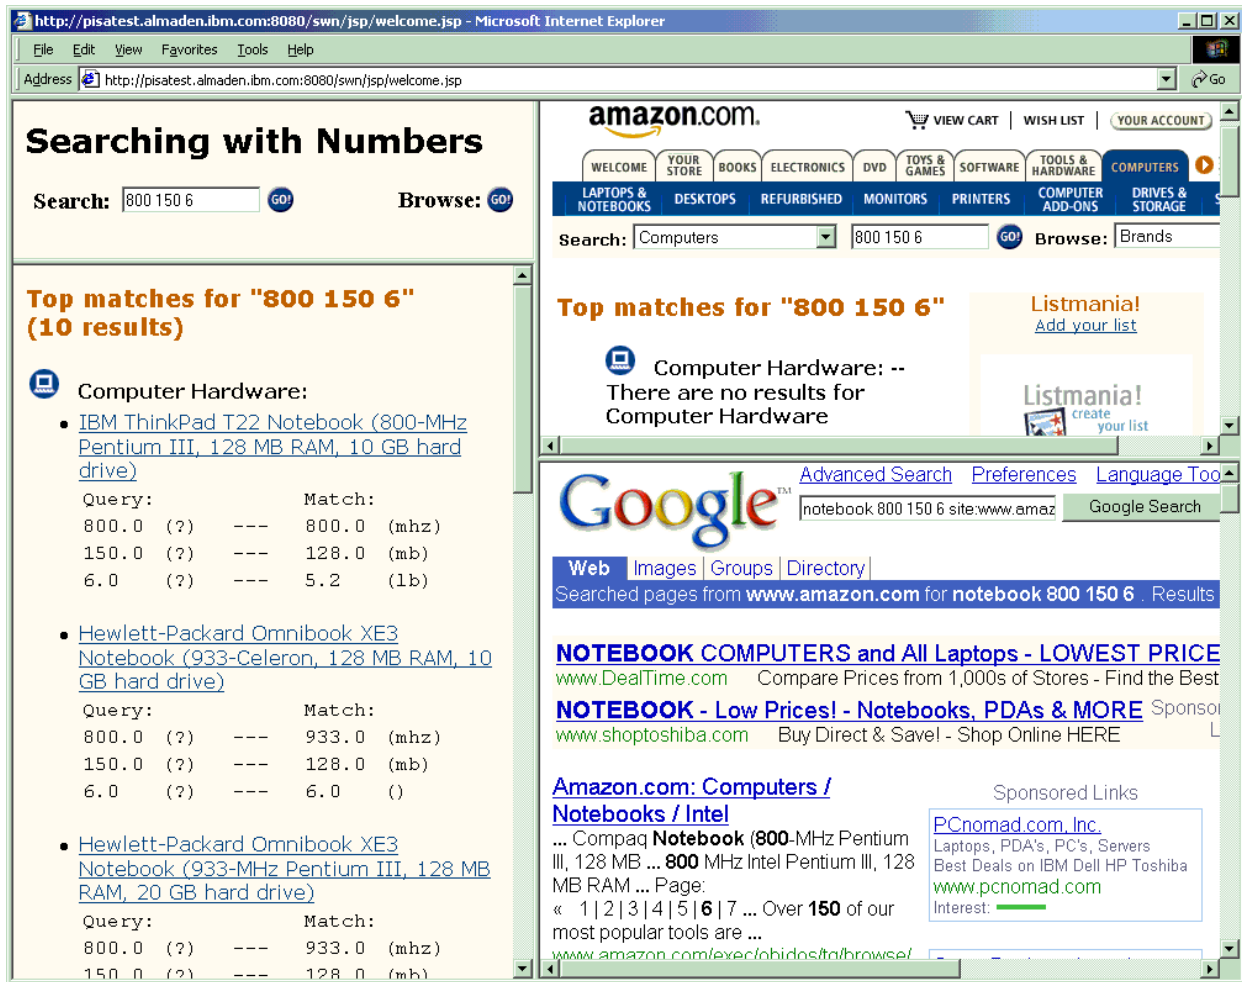 http://pisatest.almaden.ibm.com:8080/swn/jsp/welcome.jsp - Microsoft Internet Explorer
File Edit View Favorites Tools Help
Address http://pisatest.almaden.ibm.com:8080/swn/jsp/welcome.jsp Go
Searching with Numbers
Search: 800 150 6 GO! Browse: GO!
Top matches for "800 150 6"
(10 results)
Computer Hardware:
IBM ThinkPad T22 Notebook (800-MHz
Pentium III, 128 MB RAM, 10 GB hard
drive)
Query: Match:
800.0 (?) --- 800.0 (mhz)
150.0 (?) --- 128.0 (mb)
6.0 (?) --- 5.2 (lb)
Hewlett-Packard Omnibook XE3
Notebook (933-Celeron, 128 MB RAM, 10
GB hard drive)
Query: Match:
800.0 (?) --- 933.0 (mhz)
150.0 (?) --- 128.0 (mb)
6.0 (?) --- 6.0 ()
Hewlett-Packard Omnibook XE3
Notebook (933-MHz Pentium III, 128 MB
RAM, 20 GB hard drive)
Query: Match:
800.0 (?) --- 933.0 (mhz)
150.0 (?) --- 128.0 (mb)
amazon.com.
VIEW CART | WISH LIST | YOUR ACCOUNT
WELCOME YOUR STORE BOOKS ELECTRONICS DVD TOYS & GAMES SOFTWARE TOOLS & HARDWARE COMPUTERS
LAPTOPS & NOTEBOOKS DESKTOPS REFURBISHED MONITORS PRINTERS COMPUTER ADD-ONS DRIVES & STORAGE
Search: Computers 800 150 6 GO! Browse: Brands
Top matches for "800 150 6"
Computer Hardware: --
There are no results for
Computer Hardware
Listmania!
Add your list
Listmania!
create
your list
Google™
Advanced Search Preferences Language Too
notebook 800 150 6 site:www.amaz Google Search
Web Images Groups Directory
Searched pages from www.amazon.com for notebook 800 150 6 . Results
NOTEBOOK COMPUTERS and All Laptops - LOWEST PRICE
www.DealTime.com Compare Prices from 1,000s of Stores - Find the Best
NOTEBOOK - Low Prices! - Notebooks, PDAs & MORE Sponsor
www.shoptoshiba.com Buy Direct & Save! - Shop Online HERE L
Amazon.com: Computers /
Notebooks / Intel
... Compaq Notebook (800-MHz Pentium
III, 128 MB ... 800 MHz Intel Pentium III, 128
MB RAM ... Page:
« 1 | 2 | 3 | 4 | 5 | 6 | 7 ... Over 150 of our
most popular tools are ...
www.amazon.com/exec/obidos/tg/browse/
Sponsored Links
PCnomad.com, Inc.
Laptops, PDA's, PC's, Servers
Best Deals on IBM Dell HP Toshiba
www.pcnomad.com
Interest: